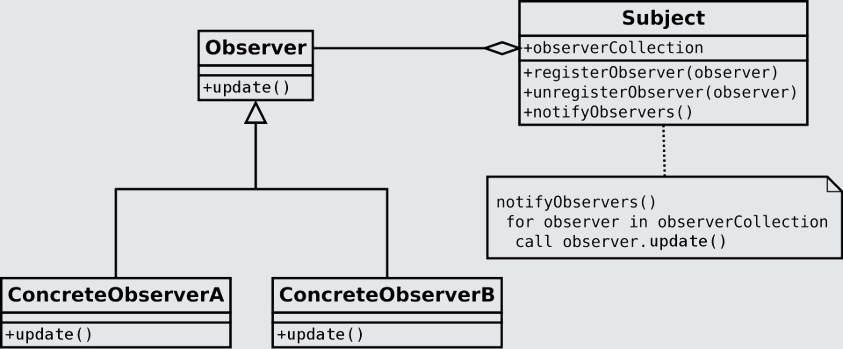 Observer
+update()
Subject
+observerCollection
+registerObserver(observer)
+unregisterObserver(observer)
+notifyObservers()
notifyObservers()
for observer in observerCollection
call observer.update()
ConcreteObserverA
+update()
ConcreteObserverB
+update()